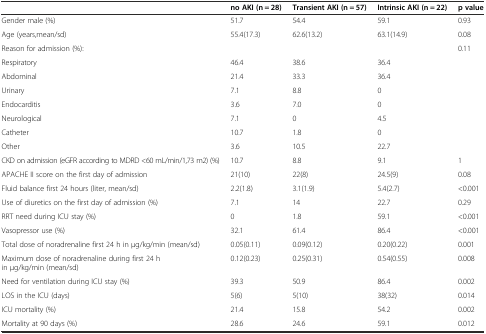 no AKI (n = 28) Transient AKI (n = 57) Intrinsic AKI (n = 22) p value
Gender male (%) 51.7 54.4 59.1 0.93
Age (years,mean/sd) 55.4(17.3) 62.6(13.2) 63.1(14.9) 0.08
Reason for admission (%): 0.11
Respiratory 46.4 38.6 36.4
Abdominal 21.4 33.3 36.4
Urinary 7.1 8.8 0
Endocarditis 3.6 7.0 0
Neurological 7.1 0 4.5
Catheter 10.7 1.8 0
Other 3.6 10.5 22.7
CKD on admission (eGFR according to MDRD <60 mL/min/1,73 m2) (%) 10.7 8.8 9.1 1
APACHE II score on the first day of admission 21(10) 22(8) 24.5(9) 0.08
Fluid balance first 24 hours (liter, mean/sd) 2.2(1.8) 3.1(1.9) 5.4(2.7) <0.001
Use of diuretics on the first day of admission (%) 7.1 14 22.7 0.29
RRT need during ICU stay (%) 0 1.8 59.1 <0.001
Vasopressor use (%) 32.1 61.4 86.4 <0.001
Total dose of noradrenaline first 24 h in μg/kg/min (mean/sd) 0.05(0.11) 0.09(0.12) 0.20(0.22) 0.001
Maximum dose of noradrenaline during first 24 h 0.12(0.23) 0.25(0.31) 0.54(0.55) 0.008
in μg/kg/min (mean/sd)
Need for ventilation during ICU stay (%) 39.3 50.9 86.4 0.002
LOS in the ICU (days) 5(6) 5(10) 38(32) 0.014
ICU mortality (%) 21.4 15.8 54.2 0.002
Mortality at 90 days (%) 28.6 24.6 59.1 0.012